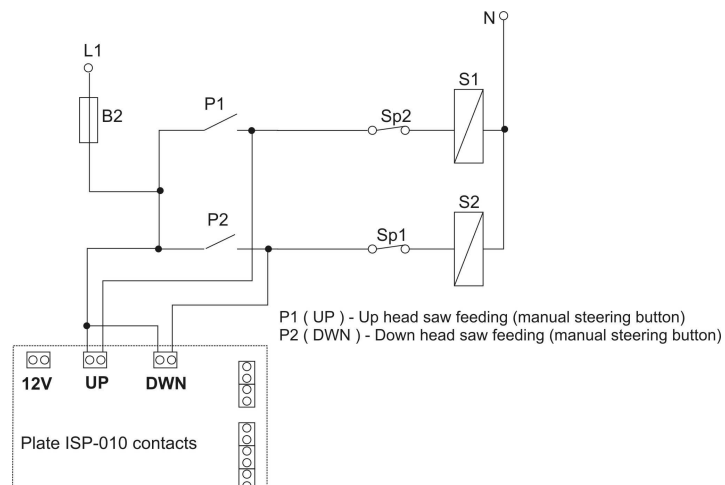 N
L1
S1
P1
B2
Sp2
S2
P2
Sp1
P1 ( UP ) - Up head saw feeding (manual steering button)
P2 ( DWN ) - Down head saw feeding (manual steering button)
12V UP DWN
Plate ISP-010 contacts